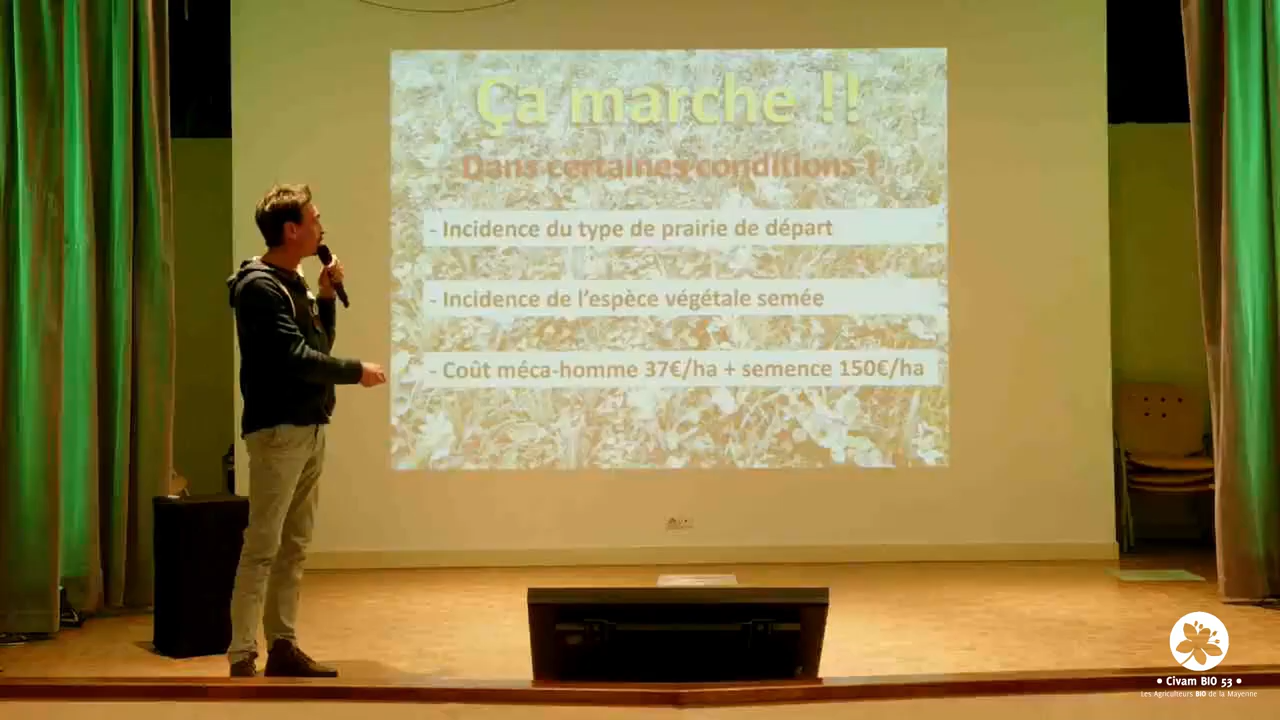 Ça marche !!
Dans certaines conditions !
- Incidence du type de prairie de départ
- Incidence de l'espèce végétale semée
- Coût méca-homme 37€/ha + semence 150€/ha
• Civam BIO 53 •
Les Agriculteurs BIO de la Mayenne